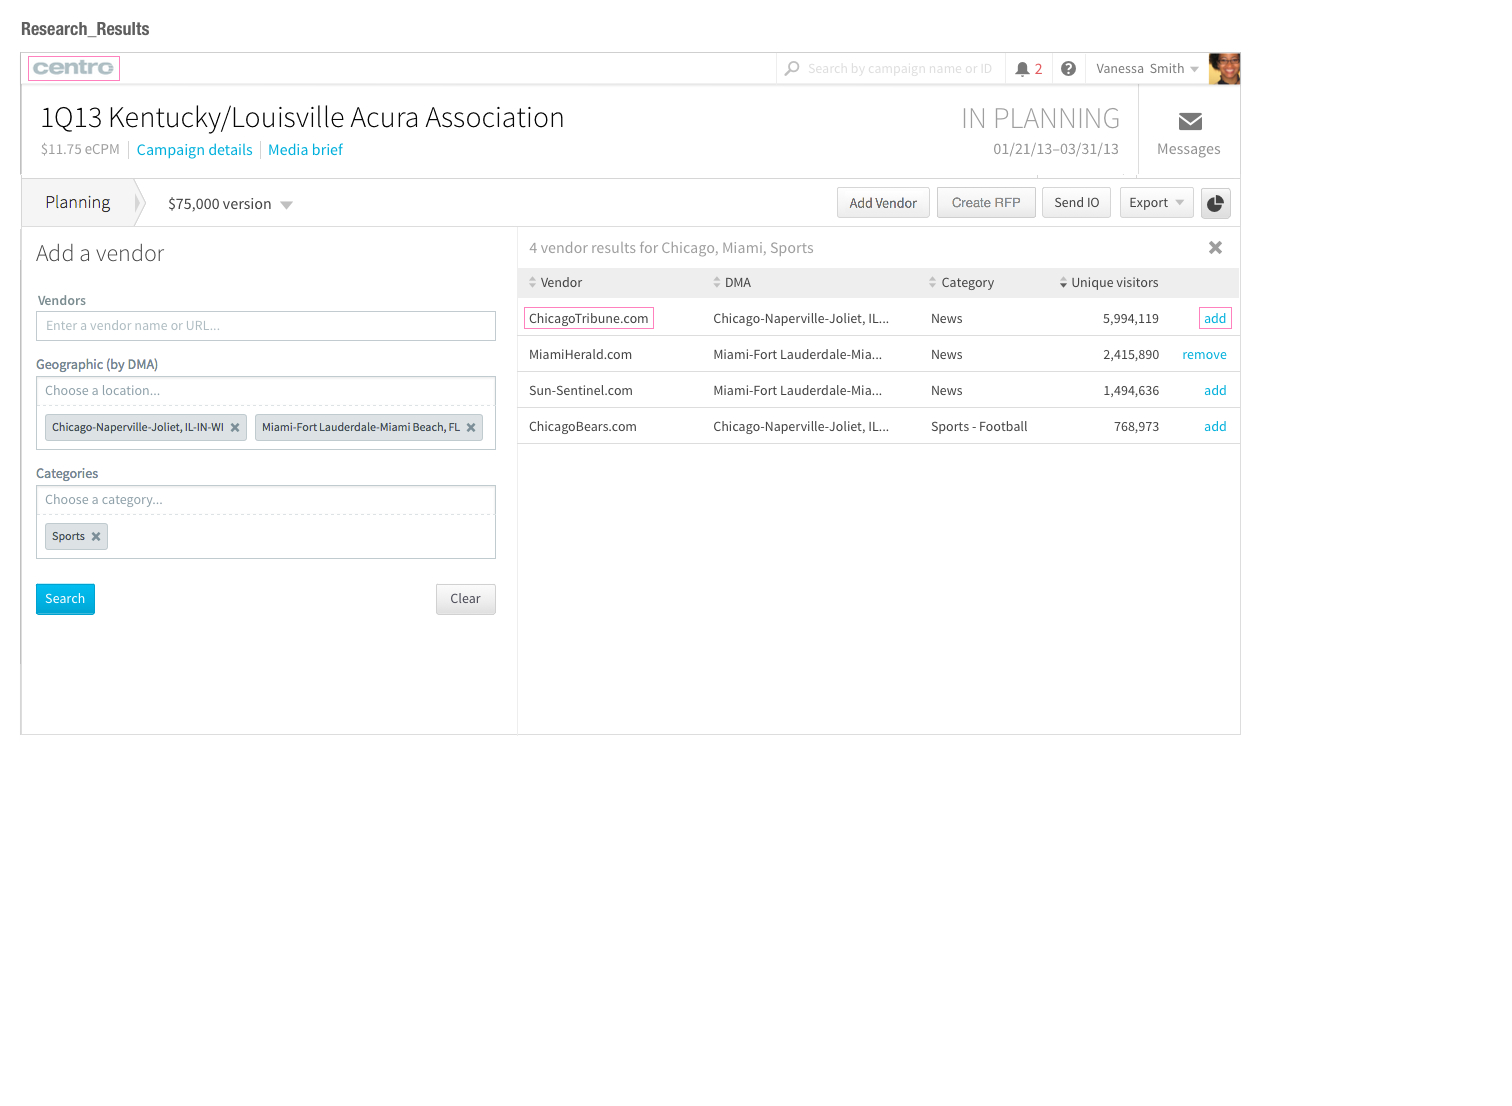 Research_Results
centro
Search by campaign name or ID
2
Vanessa Smith
1Q13 Kentucky/Louisville Acura Association
IN PLANNING
$11.75 eCPM
Campaign details
Media brief
01/21/13–03/31/13
Messages
Planning
$75,000 version
Add Vendor
Create RFP
Send IO
Export
Add a vendor
Vendors
Enter a vendor name or URL...
Geographic (by DMA)
Choose a location...
Chicago-Naperville-Joliet, IL-IN-WI
Miami-Fort Lauderdale-Miami Beach, FL
Categories
Choose a category...
Sports
Search
Clear
4 vendor results for Chicago, Miami, Sports
Vendor DMA Category Unique visitors
ChicagoTribune.com Chicago-Naperville-Joliet, IL... News 5,994,119 add
MiamiHerald.com Miami-Fort Lauderdale-Mia... News 2,415,890 remove
Sun-Sentinel.com Miami-Fort Lauderdale-Mia... News 1,494,636 add
ChicagoBears.com Chicago-Naperville-Joliet, IL... Sports - Football 768,973 add